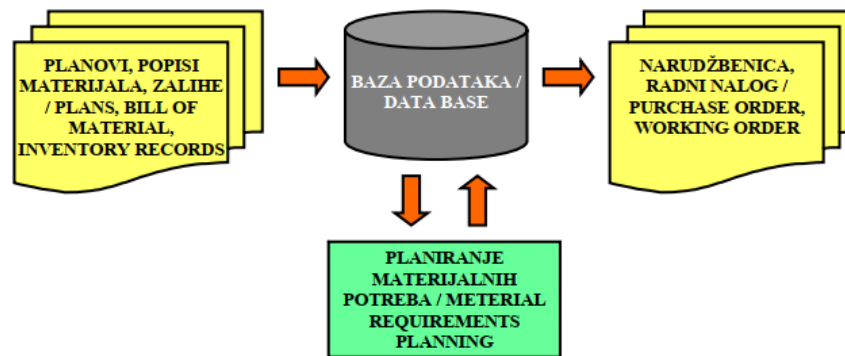 PLANOVI, POPISI
MATERIJALA, ZALIHE
/ PLANS, BILL OF
MATERIAL,
INVENTORY RECORDS
BAZA PODATAKA /
DATA BASE
NARUDŽBENICA,
RADNI NALOG /
PURCHASE ORDER,
WORKING ORDER
PLANIRANJE
MATERIJALNIH
POTREBA / METERIAL
REQUIREMENTS
PLANNING